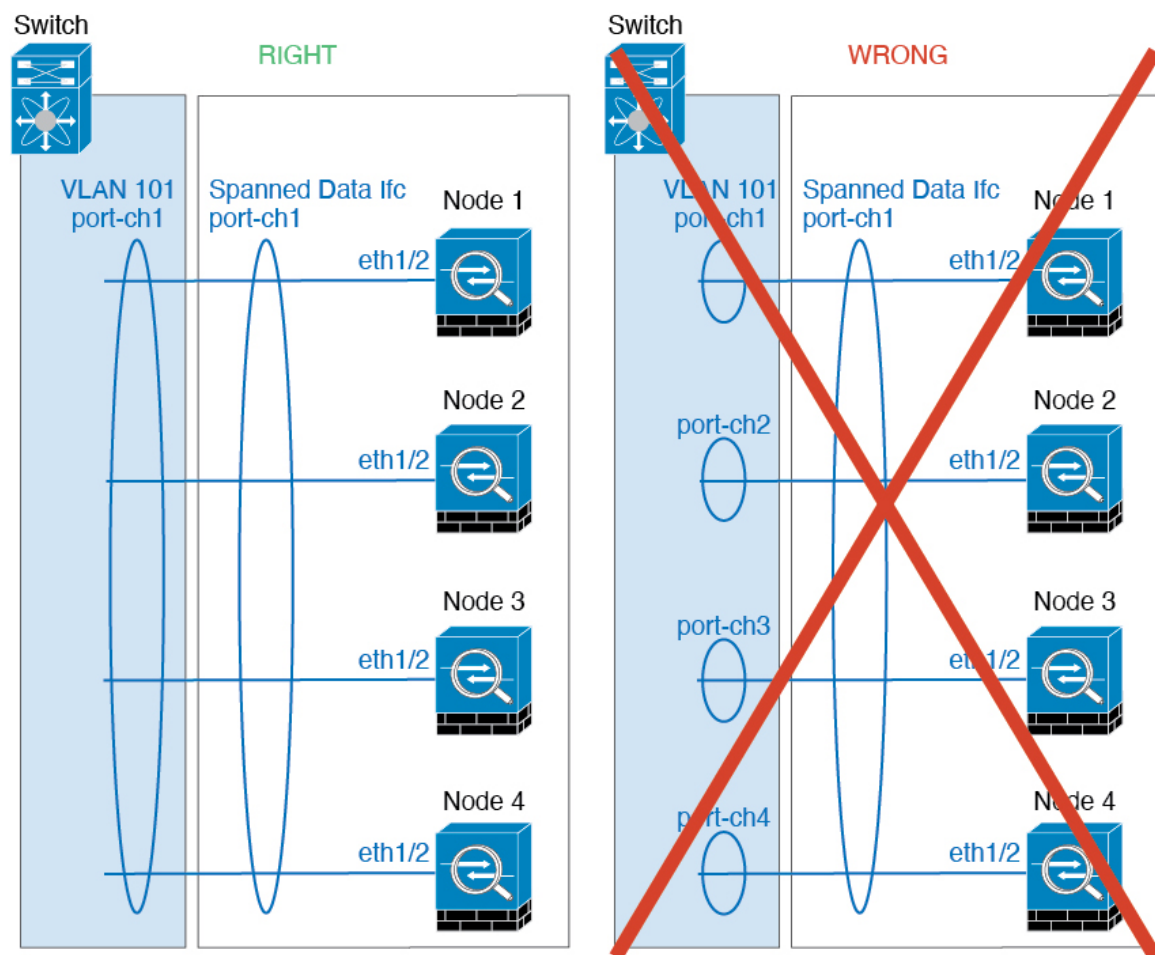 Switch
RIGHT
VLAN 101
port-ch1
Spanned Data Ifc
port-ch1
Node 1
eth1/2
Node 2
eth1/2
Node 3
eth1/2
Node 4
eth1/2
Switch
WRONG
VLAN 101
port-ch1
Spanned Data Ifc
port-ch1
Node 1
eth1/2
port-ch2
Node 2
eth1/2
port-ch3
Node 3
eth1/2
port-ch4
Node 4
eth1/2